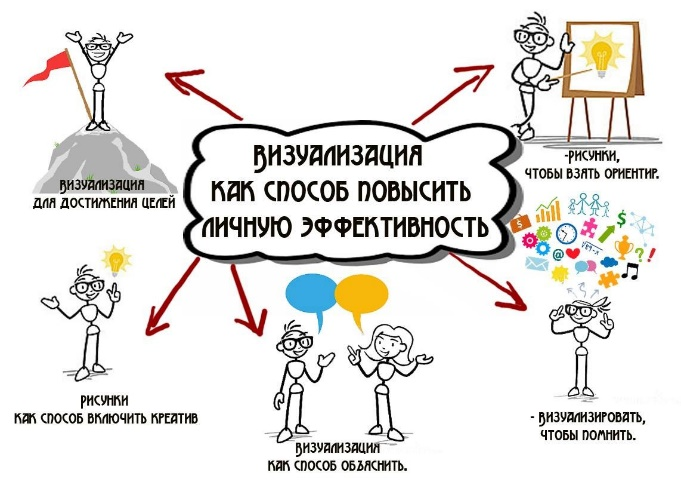 ВИЗУАЛИЗАЦИЯ
КАК СПОСОБ ПОВЫСИТЬ
ЛИЧНУЮ ЭФФЕКТИВНОСТЬ
ВИЗУАЛИЗАЦИЯ
ДЛЯ ДОСТИЖЕНИЯ ЦЕЛЕЙ
-РИСУНКИ,
ЧТОБЫ ВЗЯТЬ ОРИЕНТИР.
РИСУНКИ
КАК СПОСОБ ВКЛЮЧИТЬ КРЕАТИВ
ВИЗУАЛИЗАЦИЯ
КАК СПОСОБ ОБЪЯСНИТЬ.
- ВИЗУАЛИЗИРОВАТЬ,
ЧТОБЫ ПОМНИТЬ.